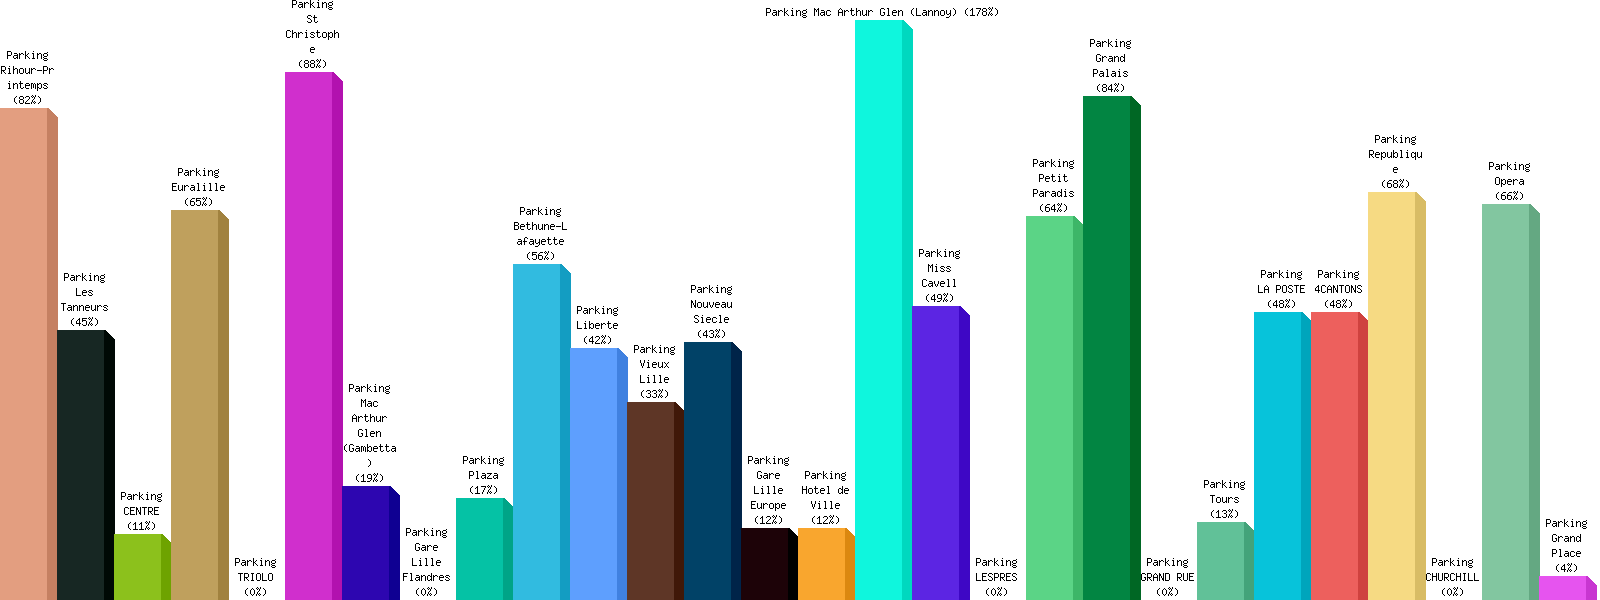 Parking
Rihour-Pr
intemps
(82%)
Parking
Les
Tanneurs
(45%)
Parking
CENTRE
(11%)
Parking
Euralille
(65%)
Parking
TRIOLO
(0%)
Parking
St
Christoph
e
(88%)
Parking
Mac
Arthur
Glen
(Gambetta
)
(19%)
Parking
Gare
Lille
Flandres
(0%)
Parking
Plaza
(17%)
Parking
Bethune-L
afayette
(56%)
Parking
Liberte
(42%)
Parking
Vieux
Lille
(33%)
Parking
Nouveau
Siecle
(43%)
Parking
Gare
Lille
Europe
(12%)
Parking
Hotel de
Ville
(12%)
Parking Mac Arthur Glen (Lannoy) (178%)
Parking
Miss
Cavell
(49%)
Parking
LESPRES
(0%)
Parking
Petit
Paradis
(64%)
Parking
Grand
Palais
(84%)
Parking
GRAND RUE
(0%)
Parking
Tours
(13%)
Parking
LA POSTE
(48%)
Parking
4CANTONS
(48%)
Parking
Republiqu
e
(68%)
Parking
CHURCHILL
(0%)
Parking
Opera
(66%)
Parking
Grand
Place
(4%)